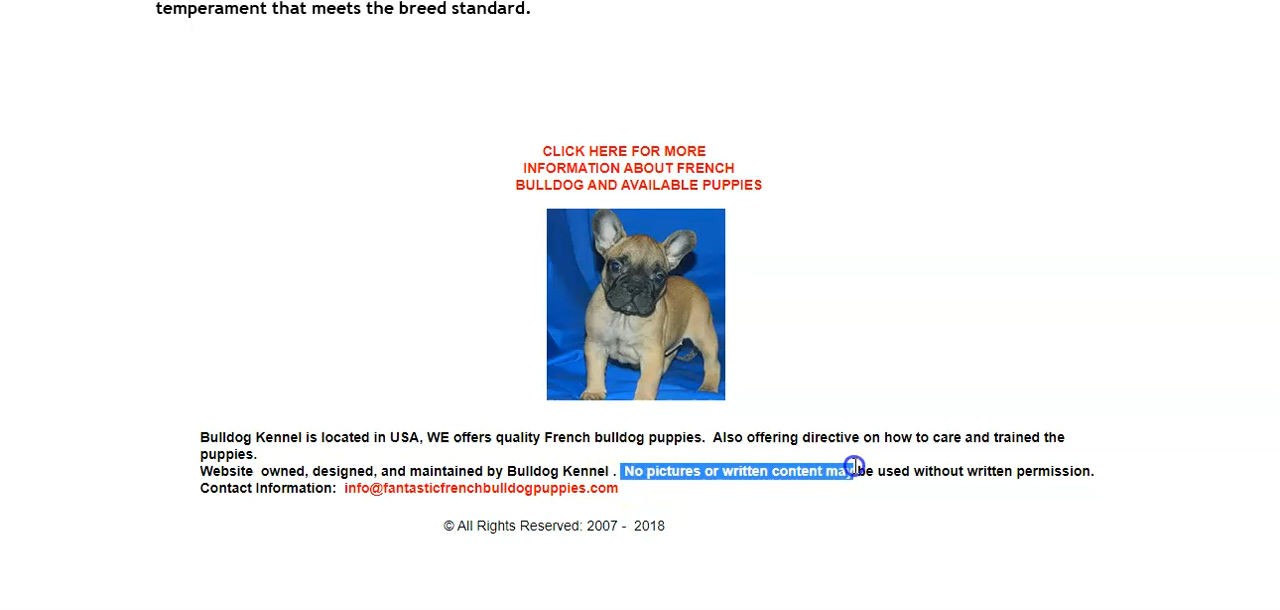 temperament that meets the breed standard.
CLICK HERE FOR MORE
INFORMATION ABOUT FRENCH
BULLDOG AND AVAILABLE PUPPIES
Bulldog Kennel is located in USA, WE offers quality French bulldog puppies.  Also offering directive on how to care and trained the
puppies.
Website  owned, designed, and maintained by Bulldog Kennel .  No pictures or written content may be used without written permission.
Contact Information:  info@fantasticfrenchbulldogpuppies.com
© All Rights Reserved: 2007 -  2018